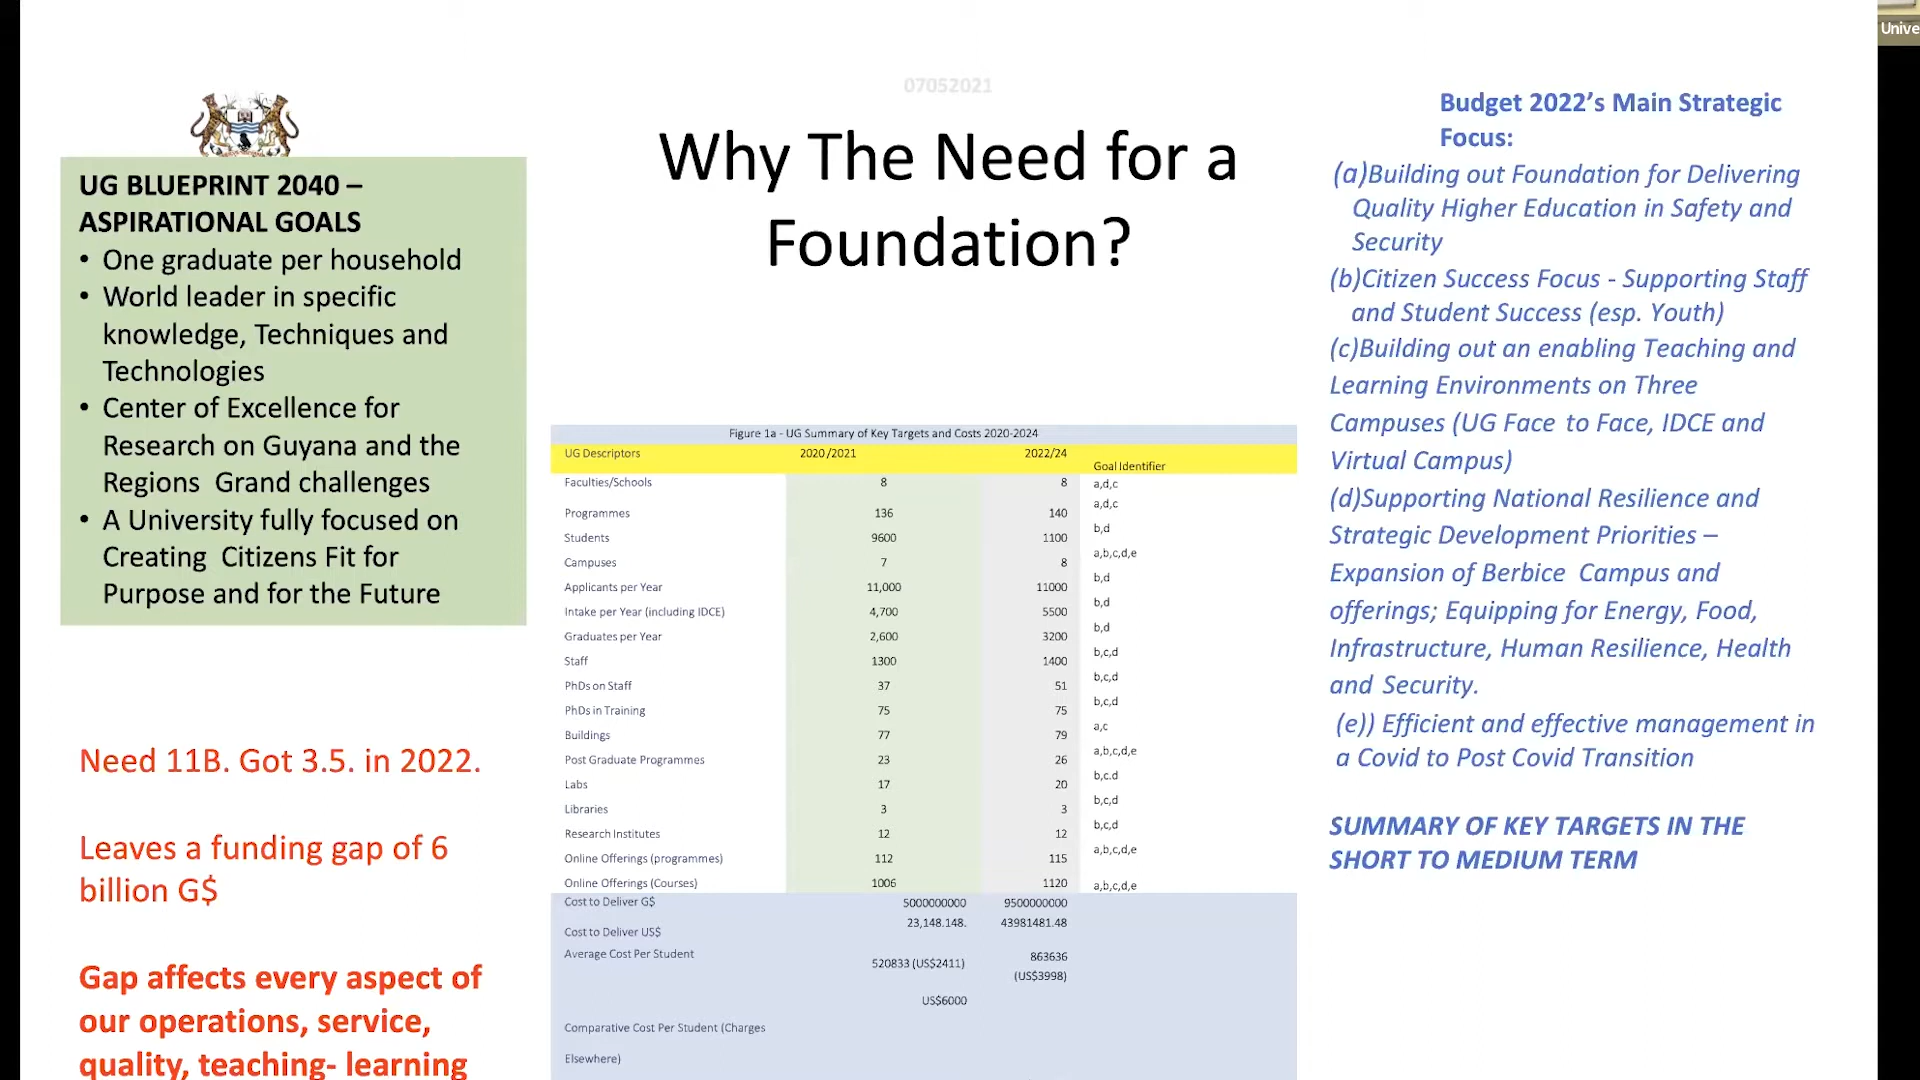 Unive
07052021
Why The Need for a
Foundation?
UG BLUEPRINT 2040 –
ASPIRATIONAL GOALS
• One graduate per household
• World leader in specific
knowledge, Techniques and
Technologies
• Center of Excellence for
Research on Guyana and the
Regions Grand challenges
• A University fully focused on
Creating Citizens Fit for
Purpose and for the Future
Need 11B. Got 3.5. in 2022.
Leaves a funding gap of 6
billion G$
Gap affects every aspect of
our operations, service,
quality, teaching- learning
Figure 1a - UG Summary of Key Targets and Costs 2020-2024
UG Descriptors 2020/2021 2022/24 Goal Identifier
Faculties/Schools 8 8 a,d,c
Programmes 136 140 a,d,c
Students 9600 1100 b,d
Campuses 7 8 a,b,c,d,e
Applicants per Year 11,000 11000 b,d
Intake per Year (including IDCE) 4,700 5500 b,d
Graduates per Year 2,600 3200 b,d
Staff 1300 1400 b,c,d
PhDs on Staff 37 51 b,c,d
PhDs in Training 75 75 b,c,d
Buildings 77 79 a,c
Post Graduate Programmes 23 26 a,b,c,d,e
Labs 17 20 b,c.d
Libraries 3 3 b,c,d
Research Institutes 12 12 b,c,d
Online Offerings (programmes) 112 115 a,b,c,d,e
Online Offerings (Courses) 1006 1120 a,b,c,d,e
Cost to Deliver G$ 5000000000 9500000000
Cost to Deliver US$ 23,148.148. 43981481.48
Average Cost Per Student 520833 (US$2411) 863636
(US$3998)
US$6000
Comparative Cost Per Student (Charges
Elsewhere)
Budget 2022’s Main Strategic
Focus:
(a)Building out Foundation for Delivering
Quality Higher Education in Safety and
Security
(b)Citizen Success Focus - Supporting Staff
and Student Success (esp. Youth)
(c)Building out an enabling Teaching and
Learning Environments on Three
Campuses (UG Face to Face, IDCE and
Virtual Campus)
(d)Supporting National Resilience and
Strategic Development Priorities –
Expansion of Berbice Campus and
offerings; Equipping for Energy, Food,
Infrastructure, Human Resilience, Health
and Security.
(e)) Efficient and effective management in
a Covid to Post Covid Transition
SUMMARY OF KEY TARGETS IN THE
SHORT TO MEDIUM TERM